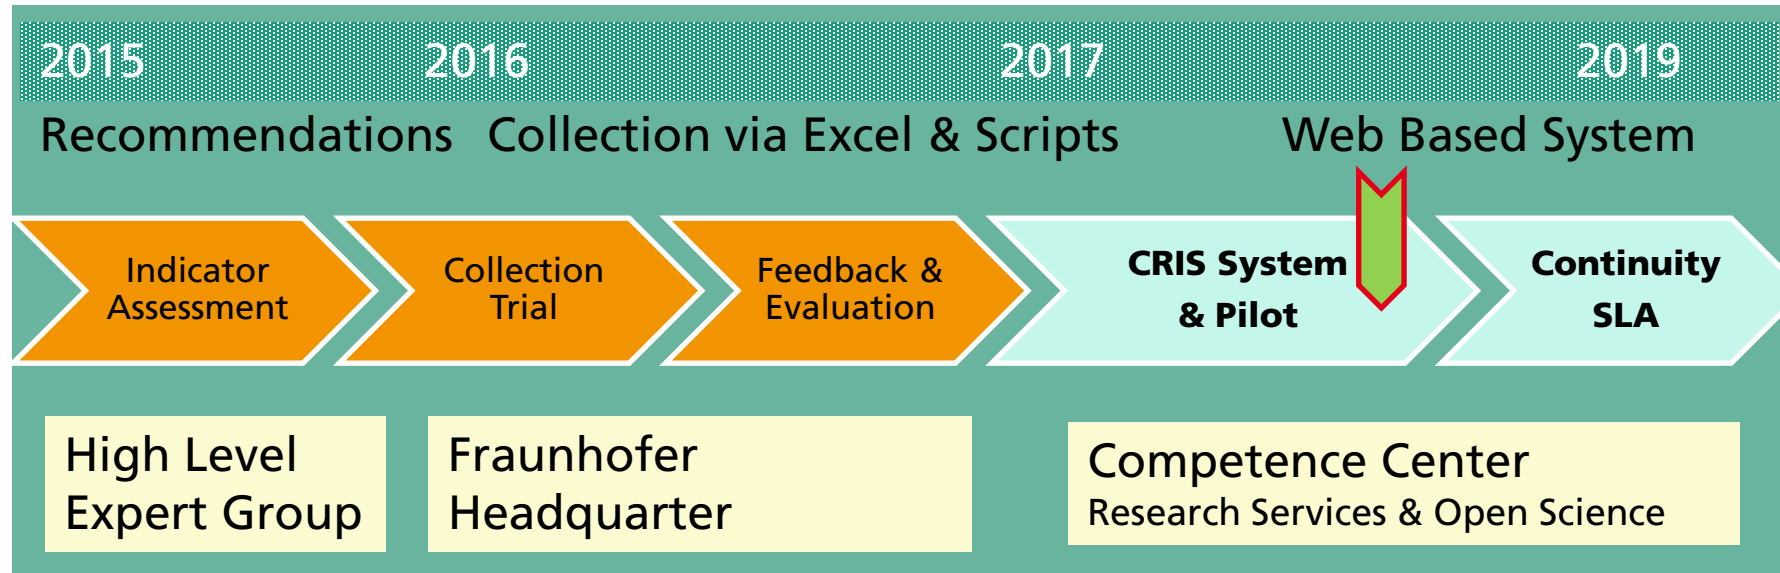 2015 2016 2017 2019
Recommendations Collection via Excel & Scripts Web Based System
Indicator
Assessment
Collection
Trial
Feedback &
Evaluation
CRIS System
& Pilot
Continuity
SLA
High Level
Expert Group
Fraunhofer
Headquarter
Competence Center
Research Services & Open Science